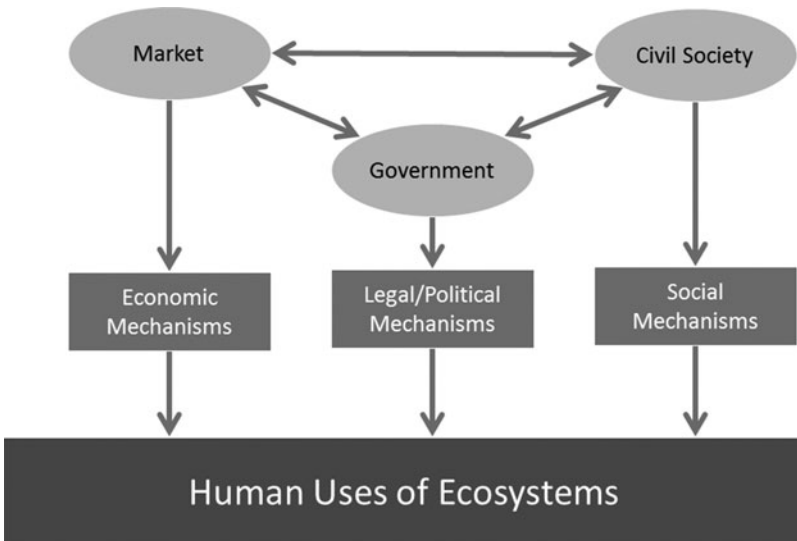 Market
Civil Society
Government
Economic
Mechanisms
Legal/Political
Mechanisms
Social
Mechanisms
Human Uses of Ecosystems